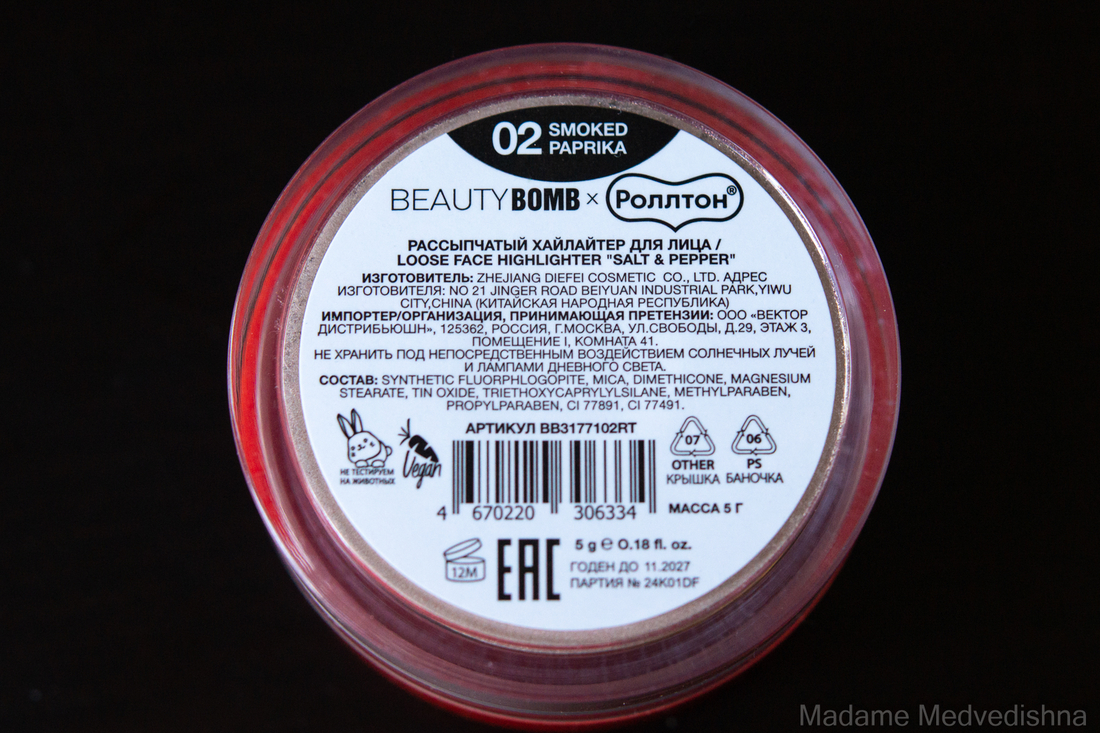 02 SMOKED
PAPRIKA
BEAUTY BOMB × Роллтон®
РАССЫПЧАТЫЙ ХАЙЛАЙТЕР ДЛЯ ЛИЦА /
LOOSE FACE HIGHLIGHTER "SALT & PEPPER"
ИЗГОТОВИТЕЛЬ: ZHEJIANG DIEFEI COSMETIC CO., LTD. АДРЕС
ИЗГОТОВИТЕЛЯ: NO 21 JINGER ROAD BEIYUAN INDUSTRIAL PARK,YIWU
CITY,CHINA (КИТАЙСКАЯ НАРОДНАЯ РЕСПУБЛИКА)
ИМПОРТЕР/ОРГАНИЗАЦИЯ, ПРИНИМАЮЩАЯ ПРЕТЕНЗИИ: ООО «ВЕКТОР
ДИСТРИБЬЮШН», 125362, РОССИЯ, Г.МОСКВА, УЛ.СВОБОДЫ, Д.29, ЭТАЖ 3,
ПОМЕЩЕНИЕ I, КОМНАТА 41.
НЕ ХРАНИТЬ ПОД НЕПОСРЕДСТВЕННЫМ ВОЗДЕЙСТВИЕМ СОЛНЕЧНЫХ ЛУЧЕЙ
И ЛАМПАМИ ДНЕВНОГО СВЕТА.
СОСТАВ: SYNTHETIC FLUORPHLOGOPITE, MICA, DIMETHICONE, MAGNESIUM
STEARATE, TIN OXIDE, TRIETHOXYCAPRYLYLSILANE, METHYLPARABEN,
PROPYLPARABEN, CI 77891, CI 77491.
АРТИКУЛ BB3177102RT
НЕ ТЕСТИРУЕМ
НА ЖИВОТНЫХ
Vegan
07
OTHER
КРЫШКА
06
PS
БАНОЧКА
4 670220 306334
МАССА 5 Г
12M
EAC
5 g ℮ 0.18 fl. oz.
ГОДЕН ДО 11.2027
ПАРТИЯ № 24K01DF
Madame Medvedishna